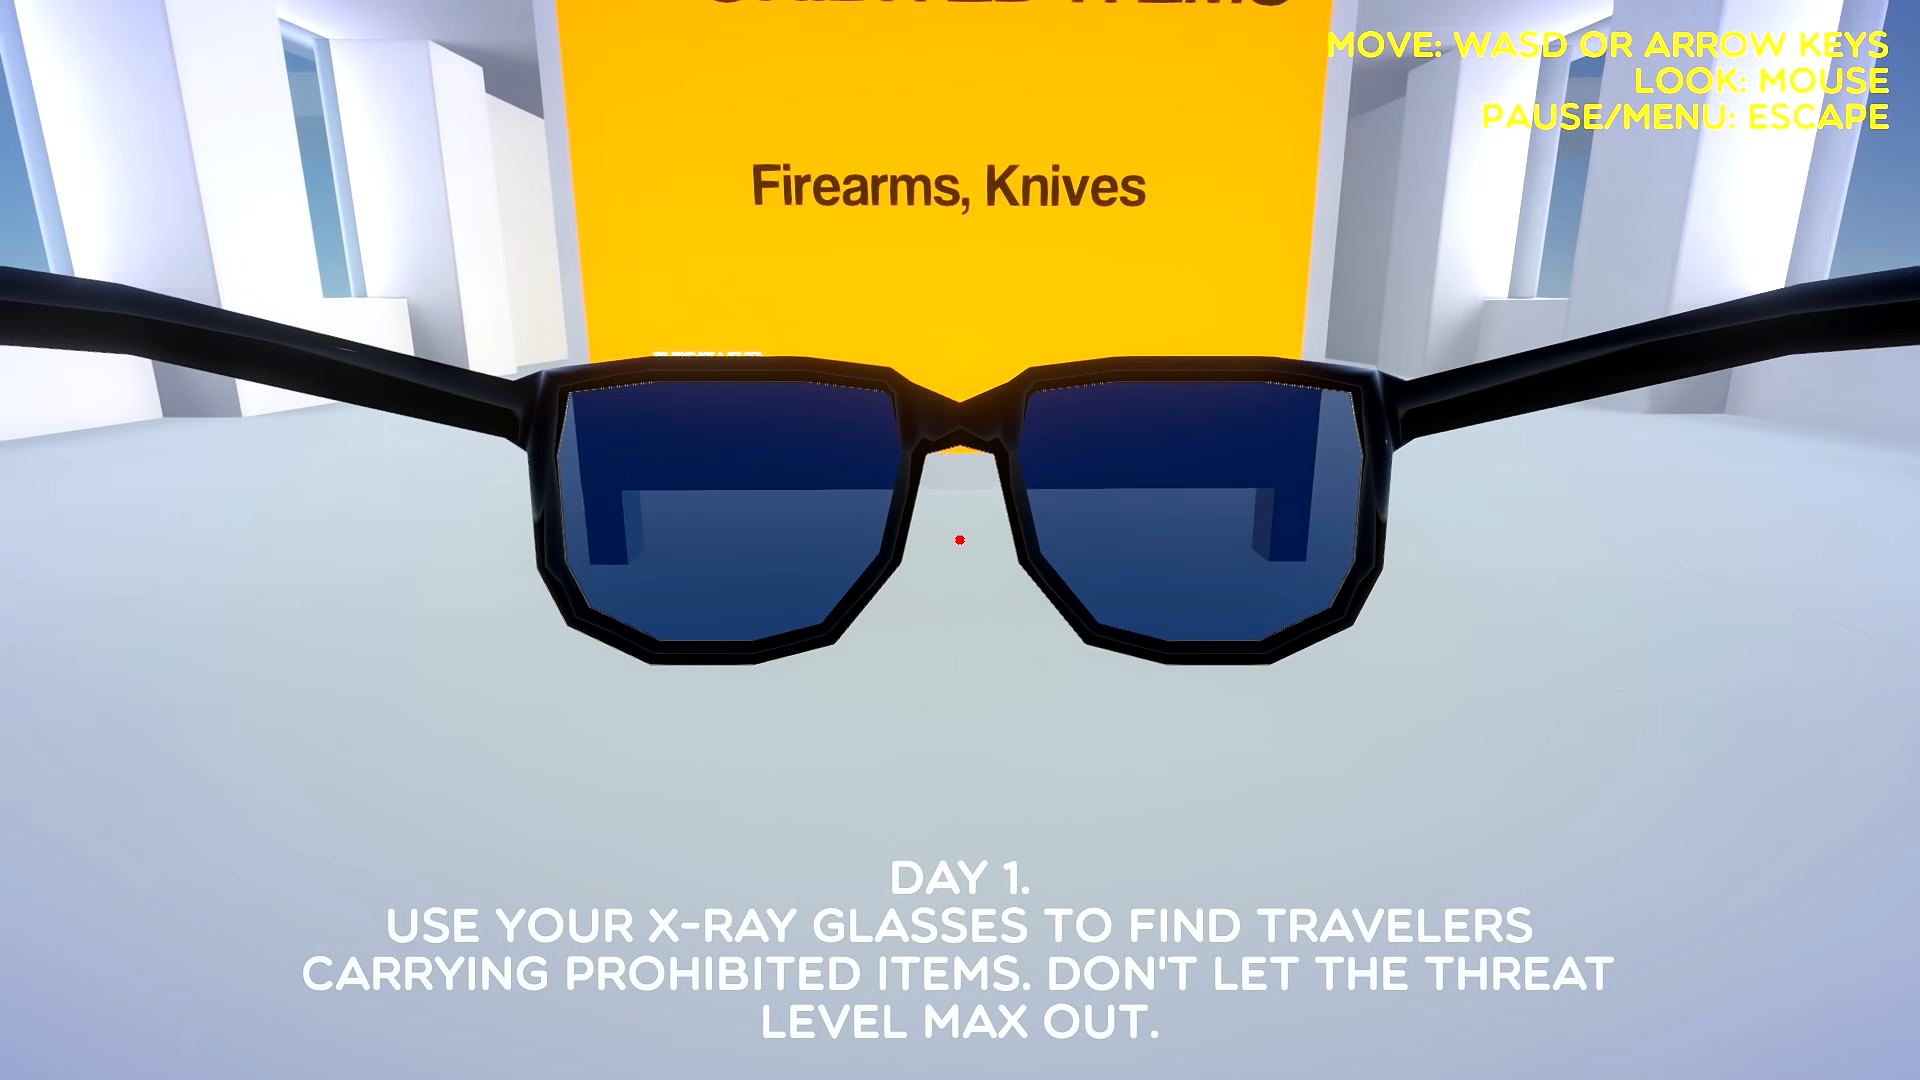 MOVE: WASD OR ARROW KEYS
LOOK: MOUSE
PAUSE/MENU: ESCAPE
Firearms, Knives
DAY 1.
USE YOUR X-RAY GLASSES TO FIND TRAVELERS
CARRYING PROHIBITED ITEMS. DON'T LET THE THREAT
LEVEL MAX OUT.